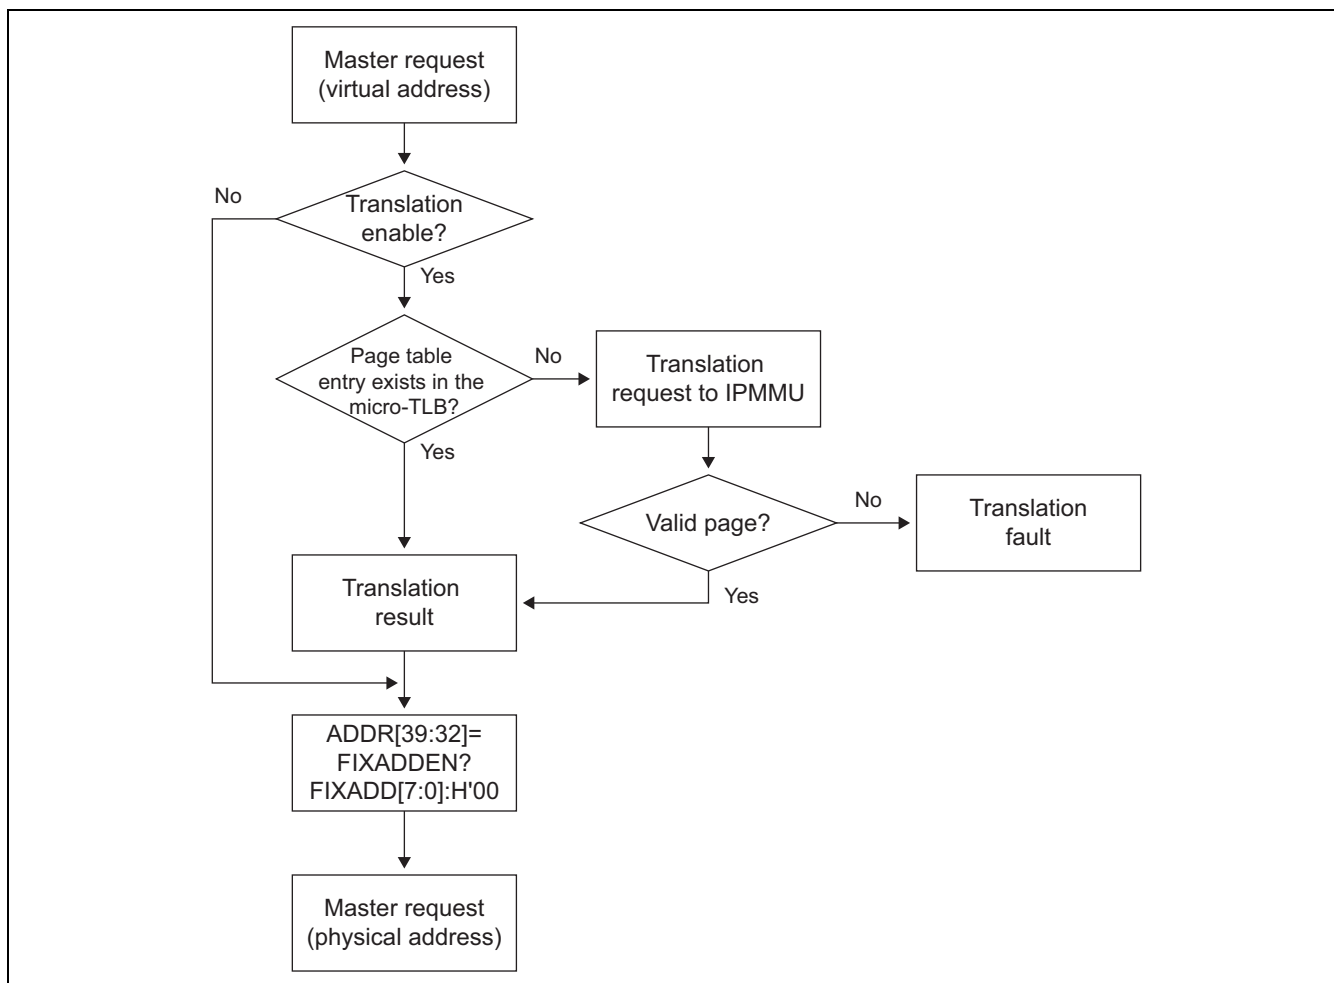 Master request
(virtual address)
No
Translation
enable?
Yes
Page table
entry exists in the
micro-TLB?
No
Translation
request to IPMMU
Yes
Valid page?
No
Translation
fault
Yes
Translation
result
ADDR[39:32]=
FIXADDEN?
FIXADD[7:0]:H'00
Master request
(physical address)